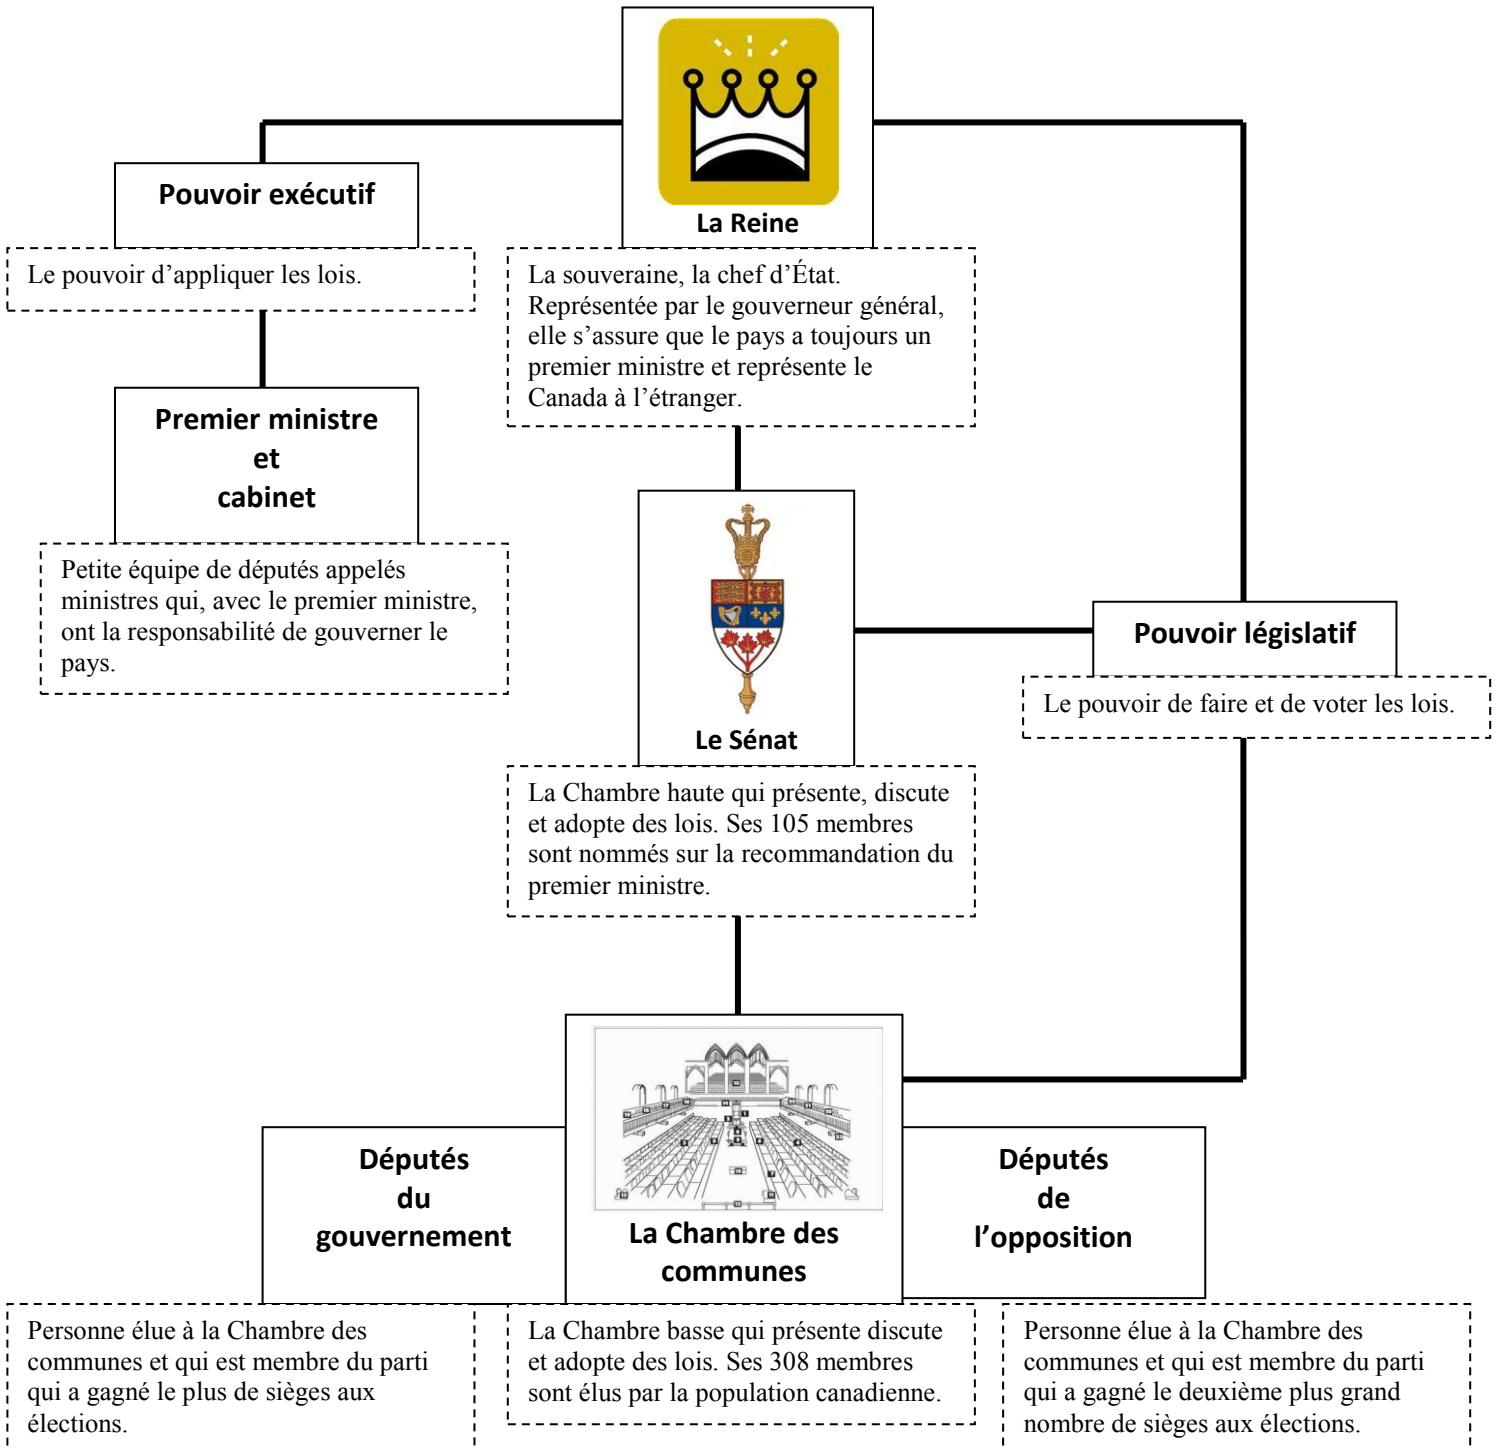 La Reine
La souveraine, la chef d’État.
Représentée par le gouverneur général,
elle s’assure que le pays a toujours un
premier ministre et représente le
Canada à l’étranger.
Pouvoir exécutif
Le pouvoir d’appliquer les lois.
Premier ministre
et
cabinet
Petite équipe de députés appelés
ministres qui, avec le premier ministre,
ont la responsabilité de gouverner le
pays.
Le Sénat
La Chambre haute qui présente, discute
et adopte des lois. Ses 105 membres
sont nommés sur la recommandation du
premier ministre.
Pouvoir législatif
Le pouvoir de faire et de voter les lois.
Députés
du
gouvernement
Personne élue à la Chambre des
communes et qui est membre du parti
qui a gagné le plus de sièges aux
élections.
La Chambre des
communes
La Chambre basse qui présente discute
et adopte des lois. Ses 308 membres
sont élus par la population canadienne.
Députés
de
l’opposition
Personne élue à la Chambre des
communes et qui est membre du parti
qui a gagné le deuxième plus grand
nombre de sièges aux élections.